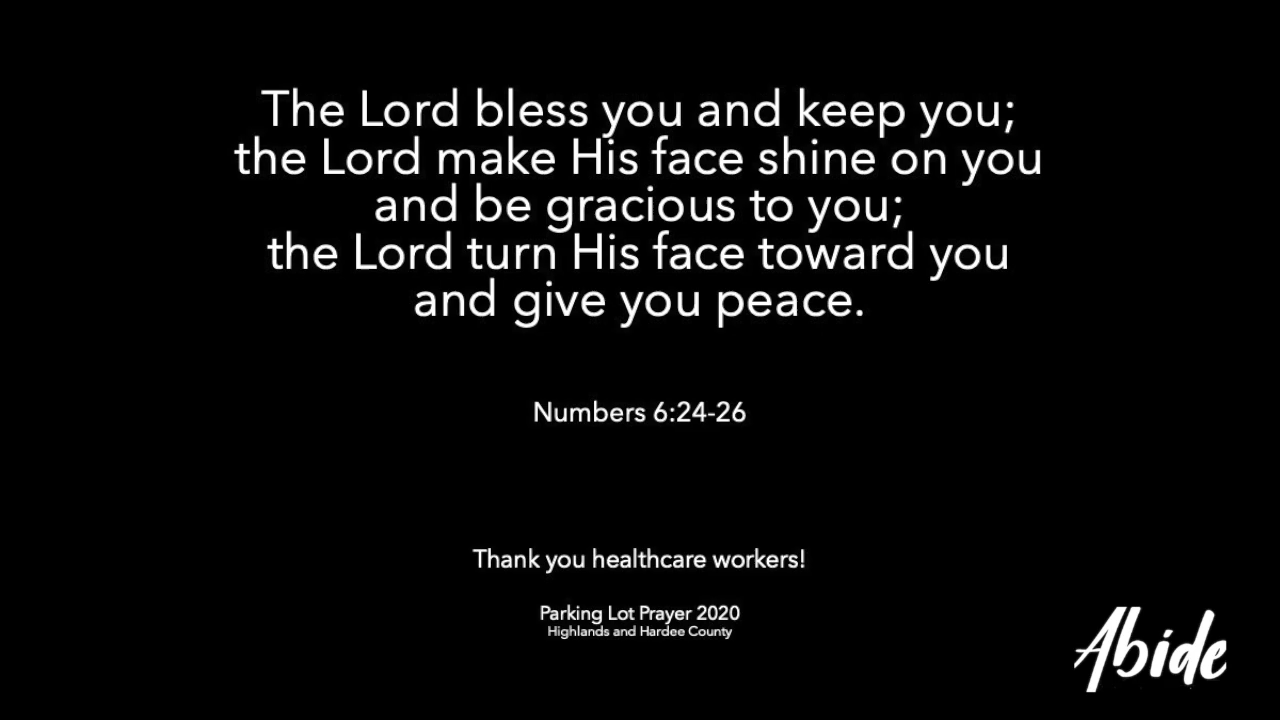 The Lord bless you and keep you;
the Lord make His face shine on you
and be gracious to you;
the Lord turn His face toward you
and give you peace.
Numbers 6:24-26
Thank you healthcare workers!
Parking Lot Prayer 2020
Highlands and Hardee County
Abide